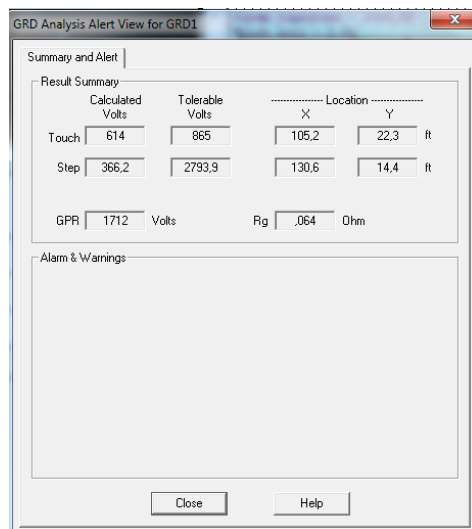 GRD Analysis Alert View for GRD1
Summary and Alert
Result Summary
Calculated Volts
Tolerable Volts
---------------- Location ----------------
X Y
Touch 614 865 105,2 22,3 ft
Step 366,2 2793,9 130,6 14,4 ft
GPR 1712 Volts Rg ,064 Ohm
Alarm & Warnings
Close Help